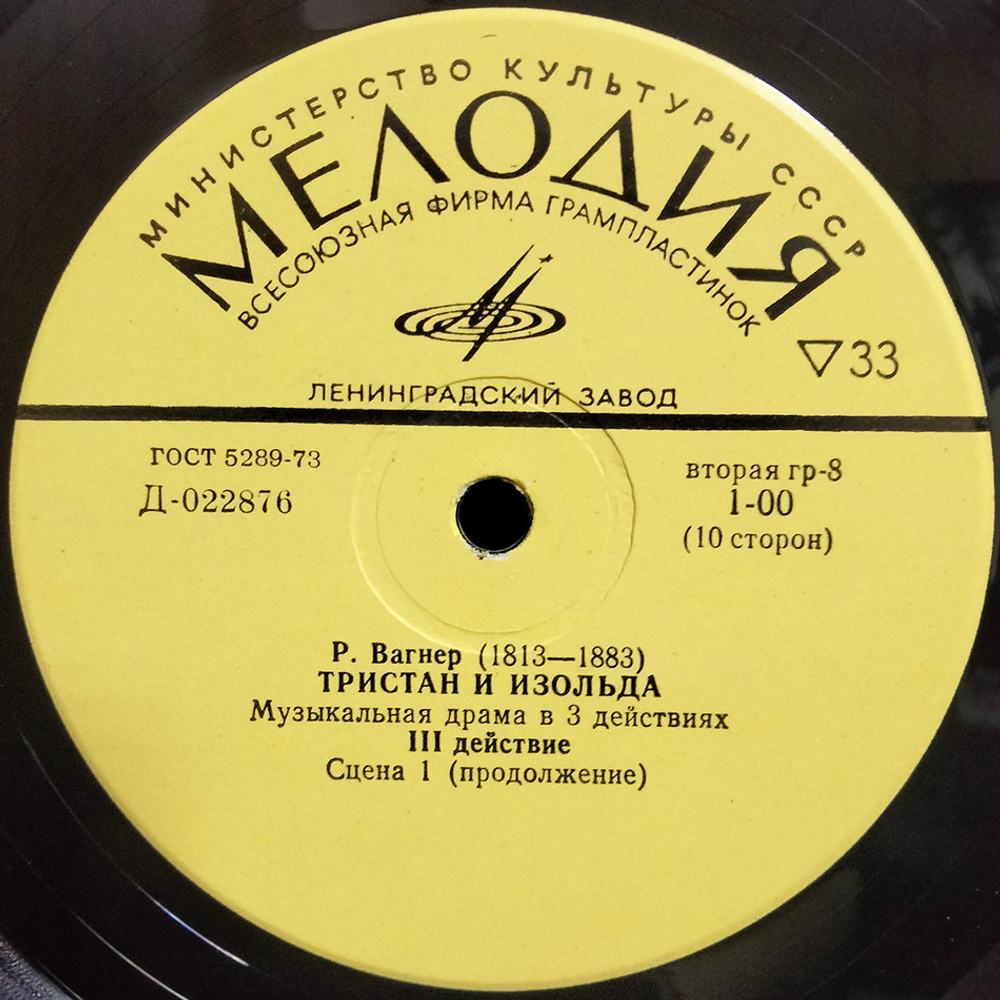 МИНИСТЕРСТВО КУЛЬТУРЫ СССР
МЕЛОДИЯ
ВСЕСОЮЗНАЯ ФИРМА ГРАМПЛАСТИНОК
▽33
ЛЕНИНГРАДСКИЙ ЗАВОД
ГОСТ 5289-73
Д-022876
вторая гр-8
1-00
(10 сторон)
Р. Вагнер (1813—1883)
ТРИСТАН И ИЗОЛЬДА
Музыкальная драма в 3 действиях
III действие
Сцена 1 (продолжение)